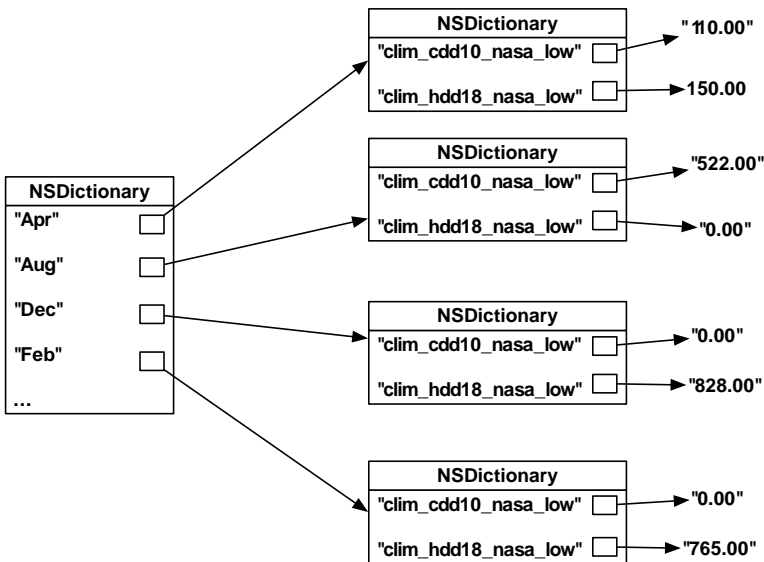 NSDictionary
"Apr"
"Aug"
"Dec"
"Feb"
...
NSDictionary
"clim_cdd10_nasa_low" "110.00"
"clim_hdd18_nasa_low" 150.00
NSDictionary
"clim_cdd10_nasa_low" "522.00"
"clim_hdd18_nasa_low" "0.00"
NSDictionary
"clim_cdd10_nasa_low" "0.00"
"clim_hdd18_nasa_low" "828.00"
NSDictionary
"clim_cdd10_nasa_low" "0.00"
"clim_hdd18_nasa_low" "765.00"